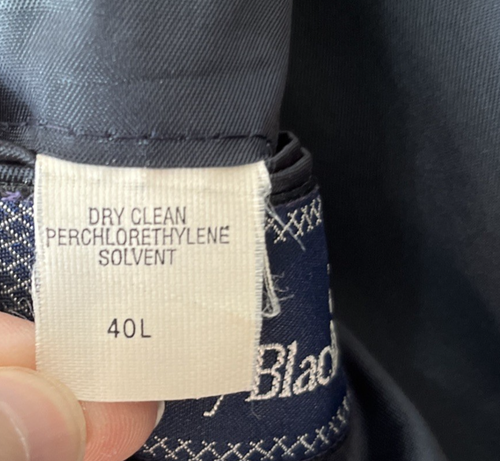 DRY CLEAN
PERCHLORETHYLENE
SOLVENT
40L